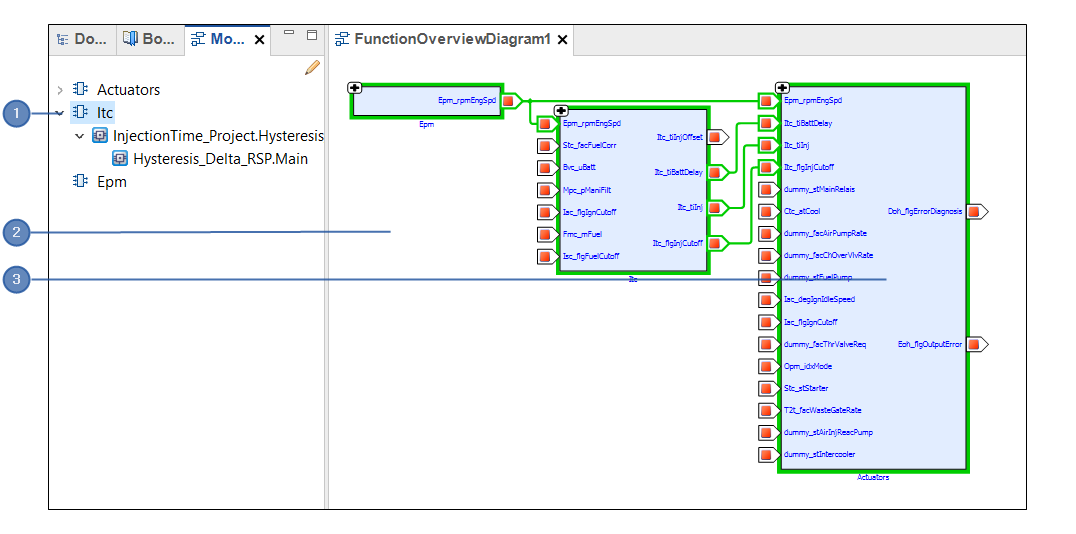 Do...
Bo...
Mo...
FunctionOverviewDiagram1
Actuators
1
Itc
InjectionTime_Project.Hysteresis
Hysteresis_Delta_RSP.Main
Epm
2
3
Epm_rpmEngSpd
Epm
Epm_rpmEngSpd
Stc_facFuelCorr
Bvc_uBatt
Mpc_pManiFilt
Iac_flgIgnCutoff
Fmc_mFuel
Isc_flgFuelCutoff
Itc_tiInjOffset
Itc_tiBattDelay
Itc_tiInj
Itc_flgInjCutoff
Itc
Epm_rpmEngSpd
Itc_tiBattDelay
Itc_tiInj
Itc_flgInjCutoff
dummy_stMainRelais
Ctc_atCool
dummy_facAirPumpRate
dummy_facChOverVlvRate
dummy_stFuelPump
Iac_degIgnIdleSpeed
Iac_flgIgnCutoff
dummy_facThrValveReq
Opm_idxMode
Stc_stStarter
T2t_facWasteGateRate
dummy_stAirInjReacPump
dummy_stIntercooler
Doh_flgErrorDiagnosis
Eoh_flgOutputError
Actuators